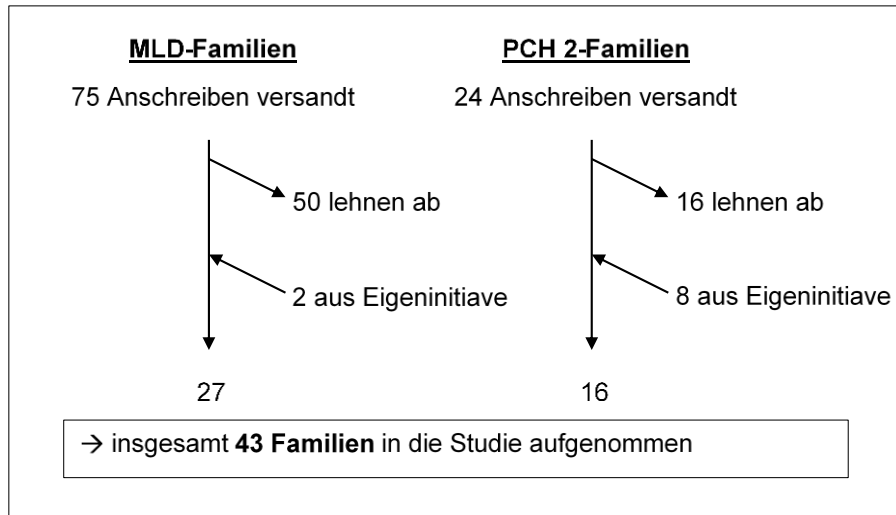 MLD-Familien PCH 2-Familien
75 Anschreiben versandt 24 Anschreiben versandt
50 lehnen ab 16 lehnen ab
2 aus Eigeninitiave 8 aus Eigeninitiave
27 16
→ insgesamt 43 Familien in die Studie aufgenommen